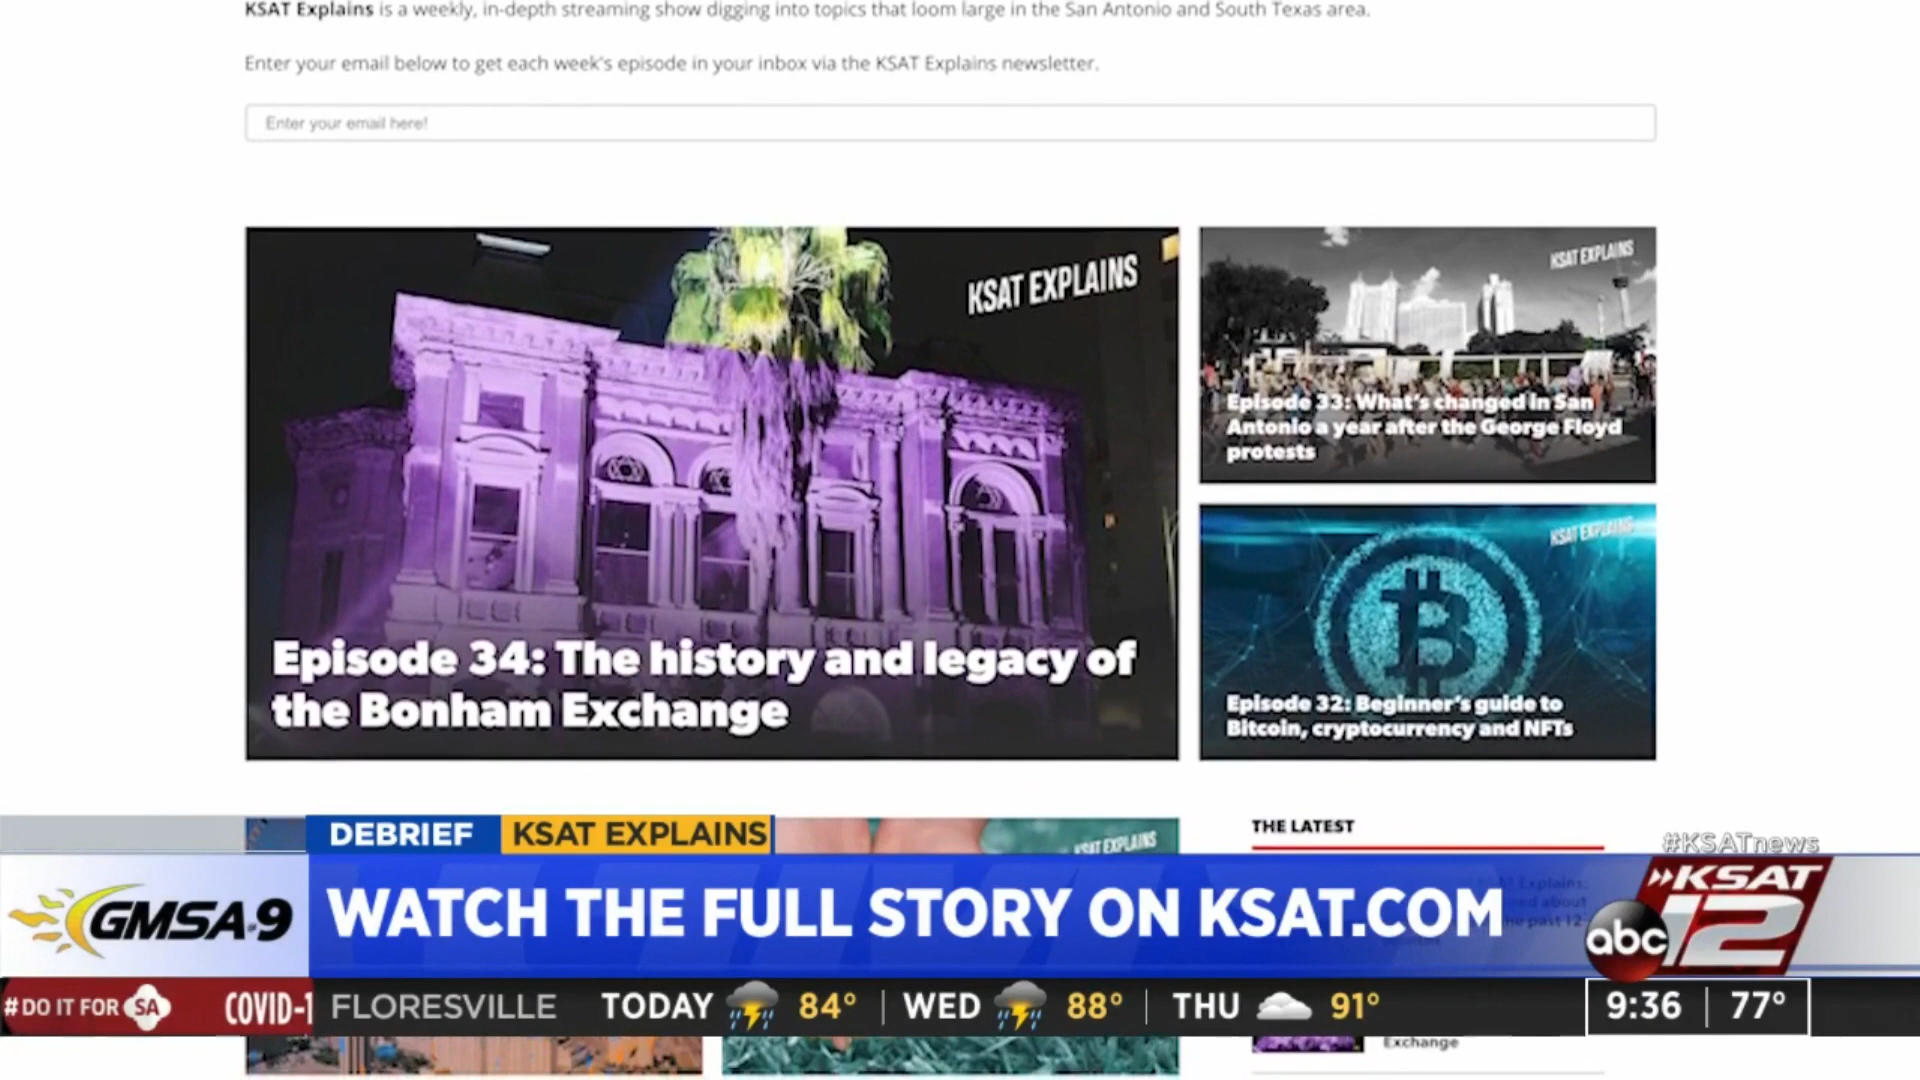 KSAT Explains is a weekly, in-depth streaming show digging into topics that loom large in the San Antonio and South Texas area.
Enter your email below to get each week's episode in your inbox via the KSAT Explains newsletter.
Enter your email here!
KSAT EXPLAINS
Episode 34: The history and legacy of
the Bonham Exchange
KSAT EXPLAINS
Episode 33: What's changed in San
Antonio a year after the George Floyd
protests
KSAT EXPLAINS
Episode 32: Beginner's guide to
Bitcoin, cryptocurrency and NFTs
KSAT EXPLAINS
THE LATEST
DEBRIEF
KSAT EXPLAINS
#KSATnews
GMSA@9
WATCH THE FULL STORY ON KSAT.COM
KSAT
abc 12
#DO IT FOR SA
COVID-1
FLORESVILLE TODAY 84° | WED 88° | THU 91°
9:36 | 77°
Exchange